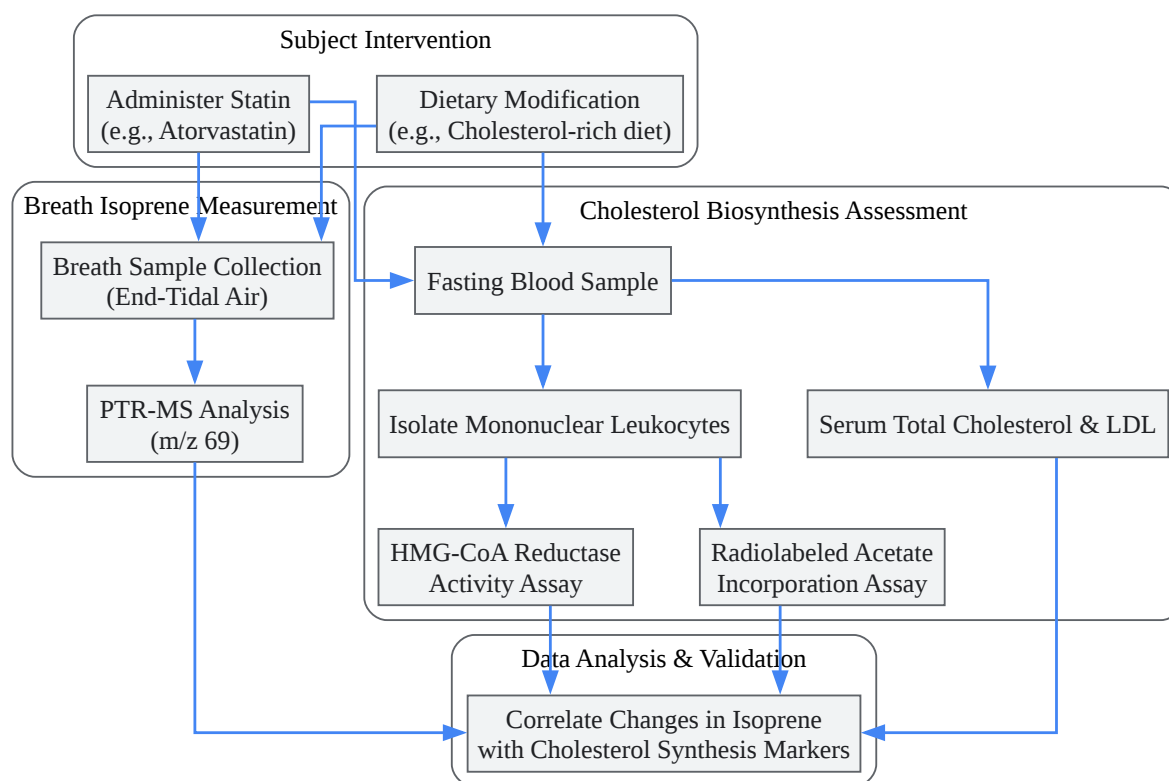 Subject Intervention
Administer Statin
(e.g., Atorvastatin)
Dietary Modification
(e.g., Cholesterol-rich diet)
Breath Isoprene Measurement
Breath Sample Collection
(End-Tidal Air)
PTR-MS Analysis
(m/z 69)
Cholesterol Biosynthesis Assessment
Fasting Blood Sample
Isolate Mononuclear Leukocytes
Serum Total Cholesterol & LDL
HMG-CoA Reductase
Activity Assay
Radiolabeled Acetate
Incorporation Assay
Data Analysis & Validation
Correlate Changes in Isoprene
with Cholesterol Synthesis Markers